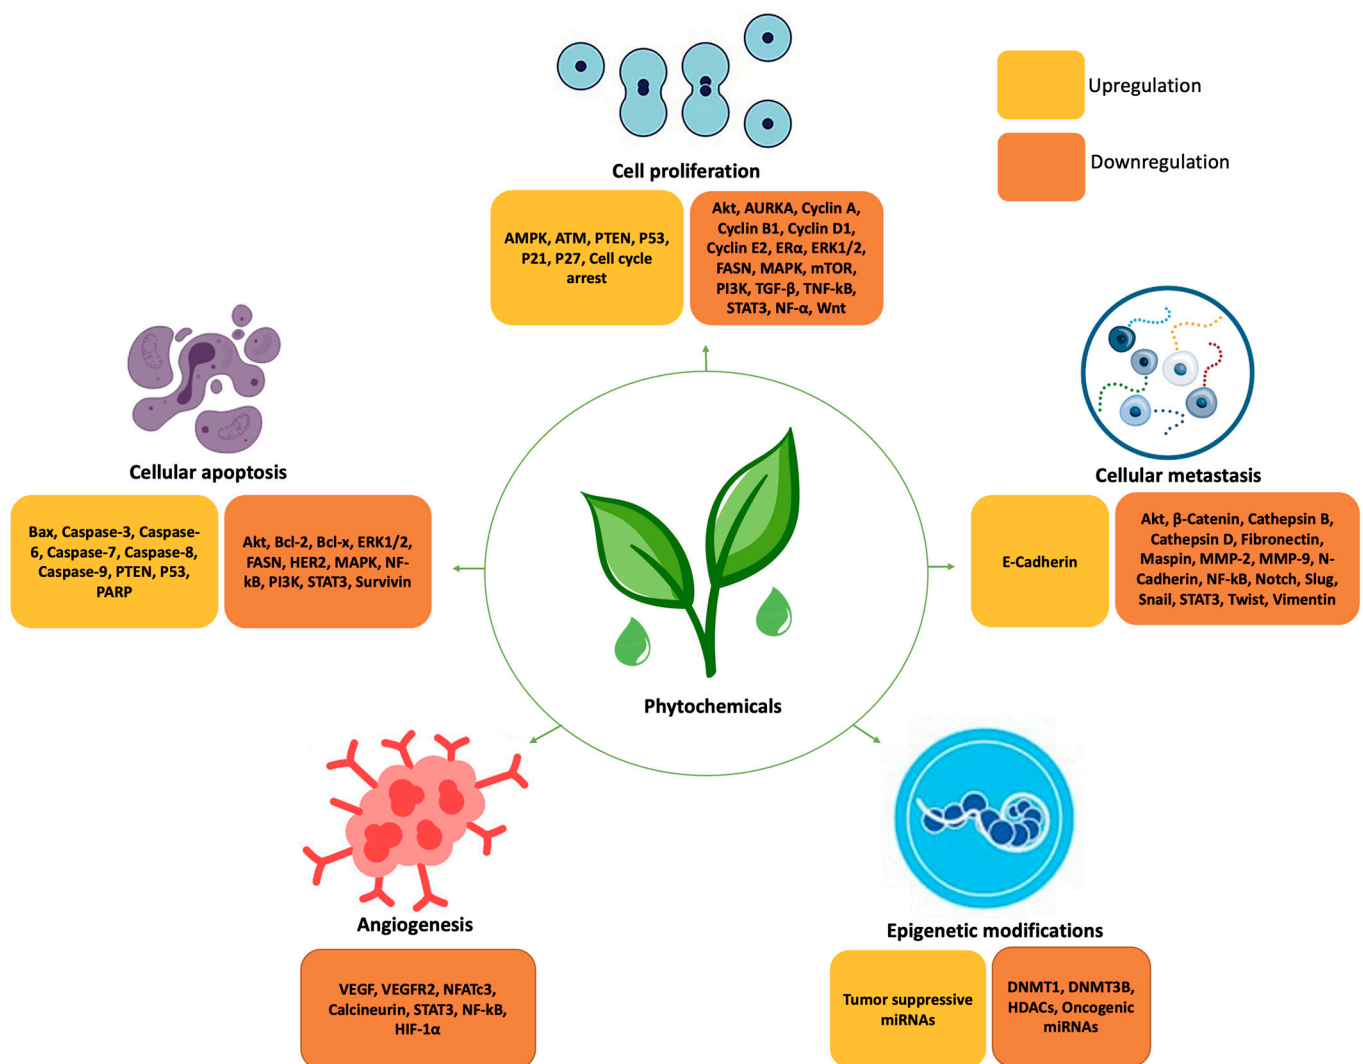 Upregulation
Downregulation
Cell proliferation
AMPK, ATM, PTEN, P53,
P21, P27, Cell cycle
arrest
Akt, AURKA, Cyclin A,
Cyclin B1, Cyclin D1,
Cyclin E2, ERα, ERK1/2,
FASN, MAPK, mTOR,
PI3K, TGF-β, TNF-kB,
STAT3, NF-α, Wnt
Cellular apoptosis
Bax, Caspase-3, Caspase-
6, Caspase-7, Caspase-8,
Caspase-9, PTEN, P53,
PARP
Akt, Bcl-2, Bcl-x, ERK1/2,
FASN, HER2, MAPK, NF-
kB, PI3K, STAT3, Survivin
Cellular metastasis
E-Cadherin
Akt, β-Catenin, Cathepsin B,
Cathepsin D, Fibronectin,
Maspin, MMP-2, MMP-9, N-
Cadherin, NF-kB, Notch, Slug,
Snail, STAT3, Twist, Vimentin
Phytochemicals
Angiogenesis
VEGF, VEGFR2, NFATc3,
Calcineurin, STAT3, NF-kB,
HIF-1α
Epigenetic modifications
Tumor suppressive
miRNAs
DNMT1, DNMT3B,
HDACs, Oncogenic
miRNAs